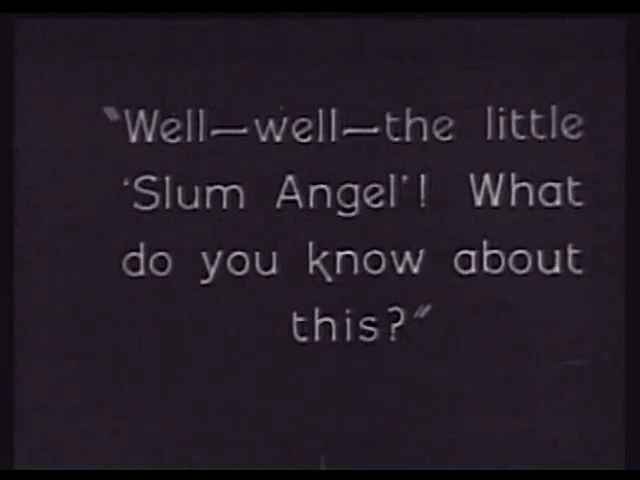 "Well—well—the little
'Slum Angel'! What
do you know about
this?"